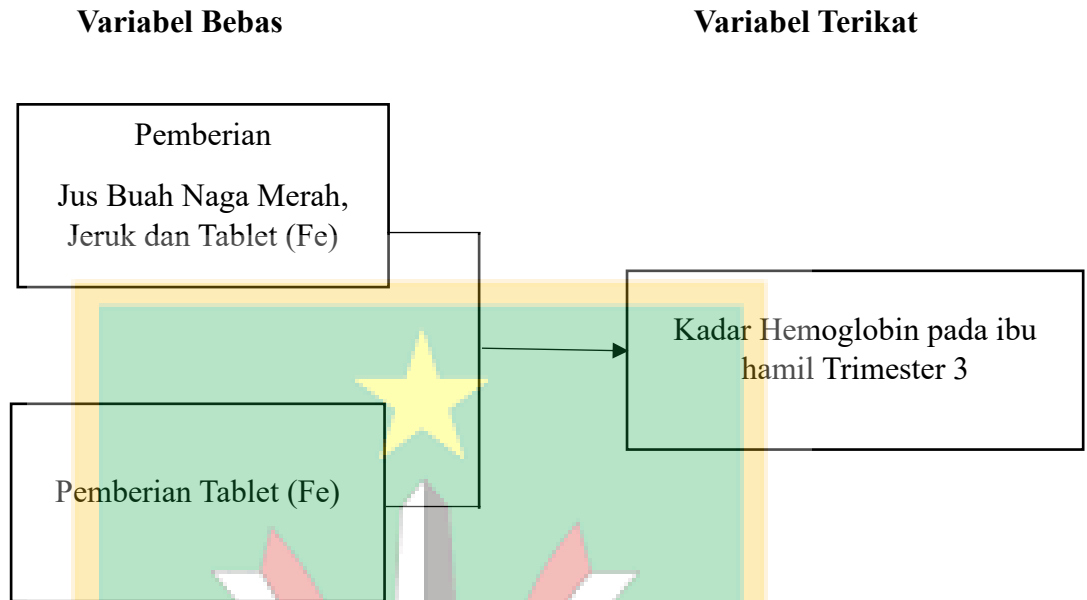 Variabel Bebas
Variabel Terikat
Pemberian
Jus Buah Naga Merah,
Jeruk dan Tablet (Fe)
Kadar Hemoglobin pada ibu
hamil Trimester 3
Pemberian Tablet (Fe)